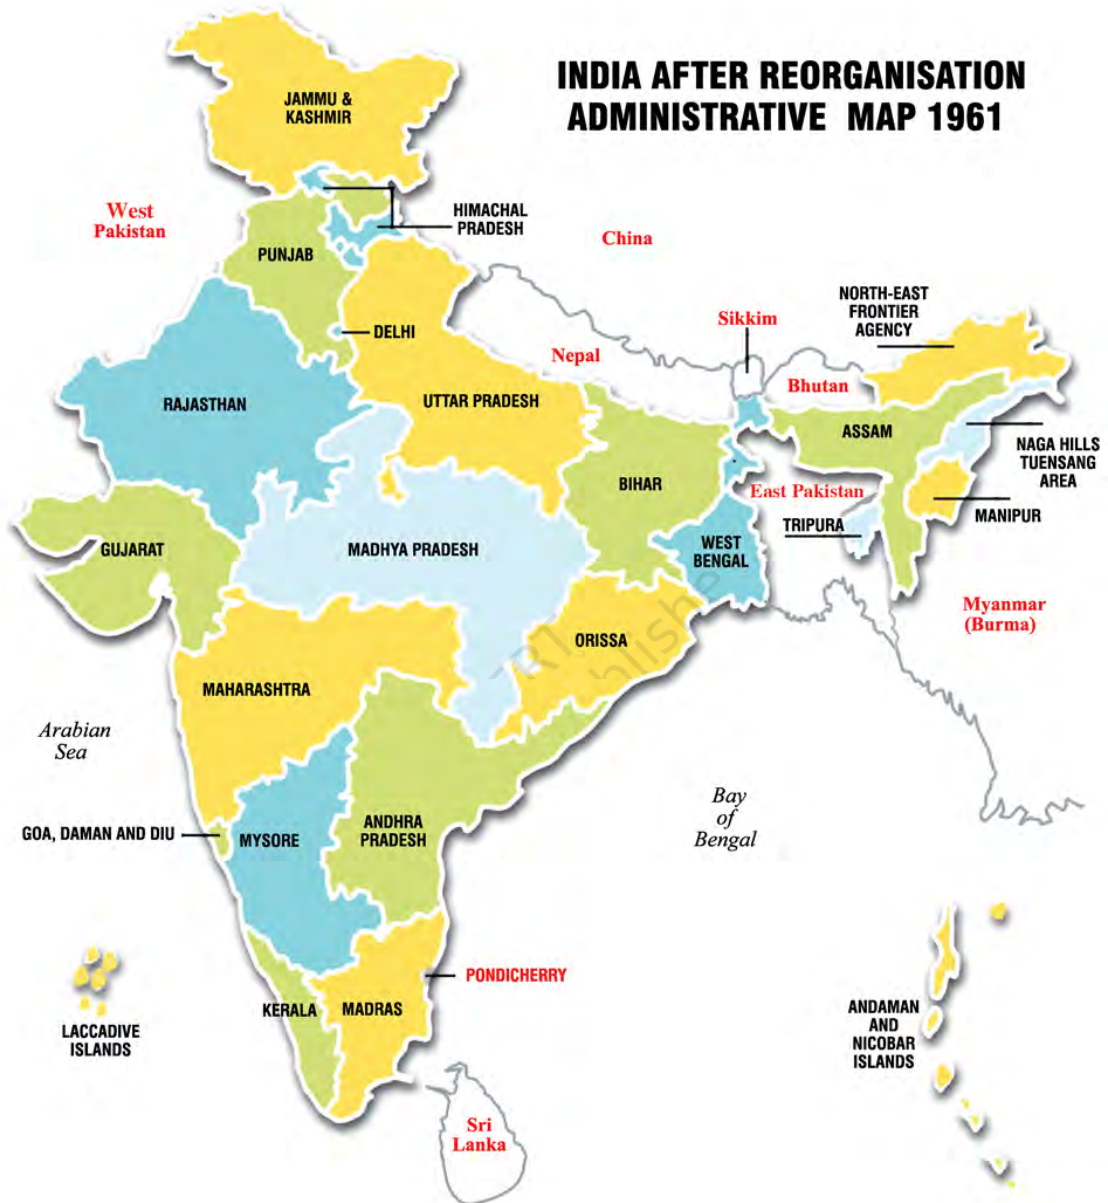 INDIA AFTER REORGANISATION
ADMINISTRATIVE MAP 1961
JAMMU &
KASHMIR
West
Pakistan
HIMACHAL
PRADESH
China
PUNJAB
NORTH-EAST
FRONTIER
AGENCY
Sikkim
DELHI
Nepal
Bhutan
RAJASTHAN
UTTAR PRADESH
ASSAM
NAGA HILLS
TUENSANG
AREA
BIHAR
East Pakistan
MANIPUR
TRIPURA
GUJARAT
MADHYA PRADESH
WEST
BENGAL
Myanmar
(Burma)
ORISSA
MAHARASHTRA
Arabian
Sea
Bay
of
Bengal
GOA, DAMAN AND DIU
MYSORE
ANDHRA
PRADESH
PONDICHERRY
KERALA
MADRAS
LACCADIVE
ISLANDS
ANDAMAN
AND
NICOBAR
ISLANDS
Sri
Lanka